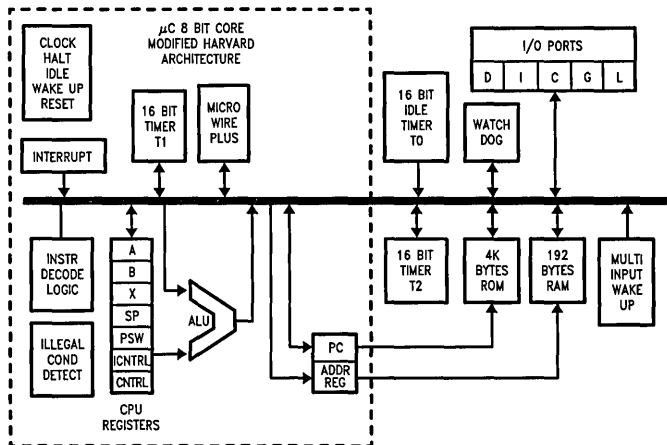 CLOCK
HALT
IDLE
WAKE UP
RESET
μC 8 BIT CORE
MODIFIED HARVARD
ARCHITECTURE
I/O PORTS
D I C G L
16 BIT
TIMER
T1
MICRO
WIRE
PLUS
16 BIT
IDLE
TIMER
T0
WATCH
DOG
INTERRUPT
INSTR
DECODE
LOGIC
A
B
X
SP
PSW
ICNTRL
CNTRL
ALU
16 BIT
TIMER
T2
4K
BYTES
ROM
192
BYTES
RAM
MULTI
INPUT
WAKE
UP
ILLEGAL
COND
DETECT
PC
ADDR
REG
CPU
REGISTERS